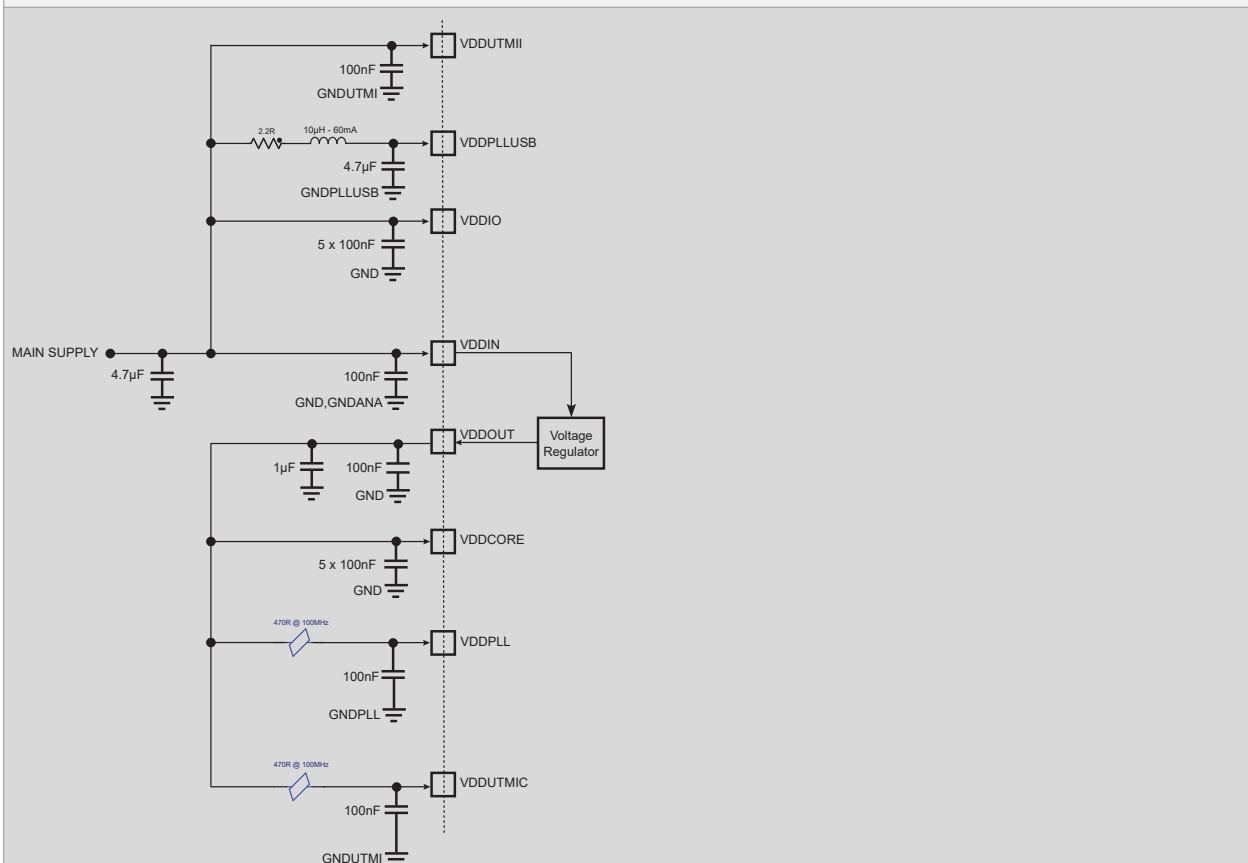 VDDUTMII
100nF
GNDUTMI
2.2R
10µH - 60mA
VDDPLLUSB
4.7µF
GNDPLLUSB
VDDIO
5 x 100nF
GND
MAIN SUPPLY
VDDIN
4.7µF
100nF
GND,GNDANA
VDDOUT
Voltage
Regulator
1µF
100nF
GND
VDDCORE
5 x 100nF
GND
470R @ 100MHz
VDDPLL
100nF
GNDPLL
470R @ 100MHz
VDDUTMIC
100nF
GNDUTMI